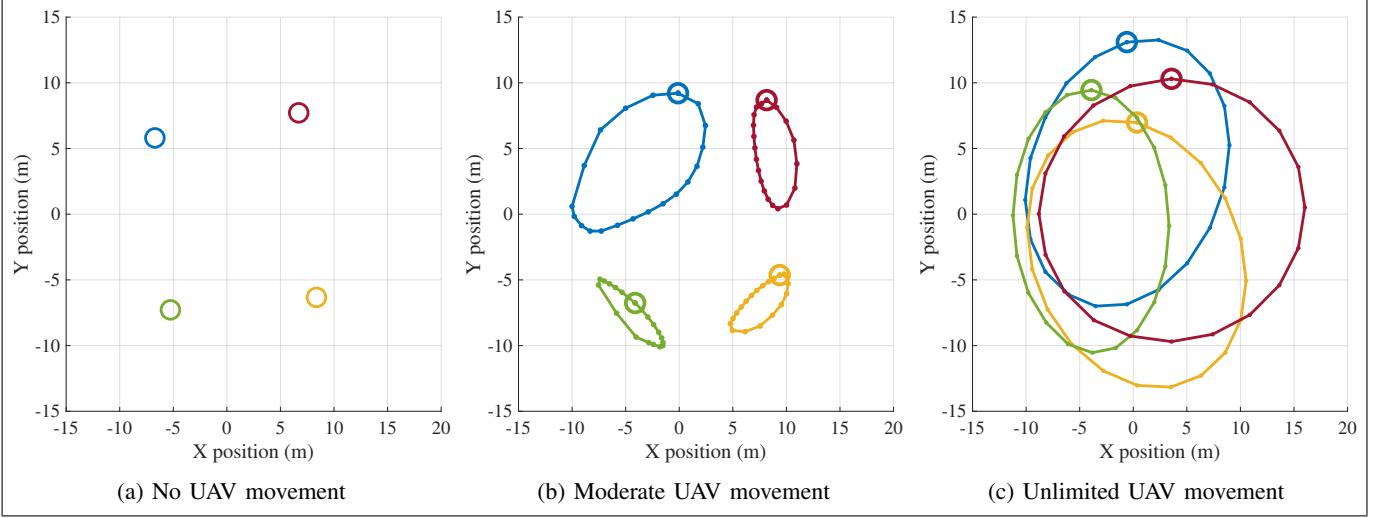 15
10
5
0
-5
-10
-15
-15 -10 -5 0 5 10 15 20
Y position (m)
X position (m)
(a) No UAV movement
15
10
5
0
-5
-10
-15
-15 -10 -5 0 5 10 15 20
Y position (m)
X position (m)
(b) Moderate UAV movement
15
10
5
0
-5
-10
-15
-15 -10 -5 0 5 10 15 20
Y position (m)
X position (m)
(c) Unlimited UAV movement